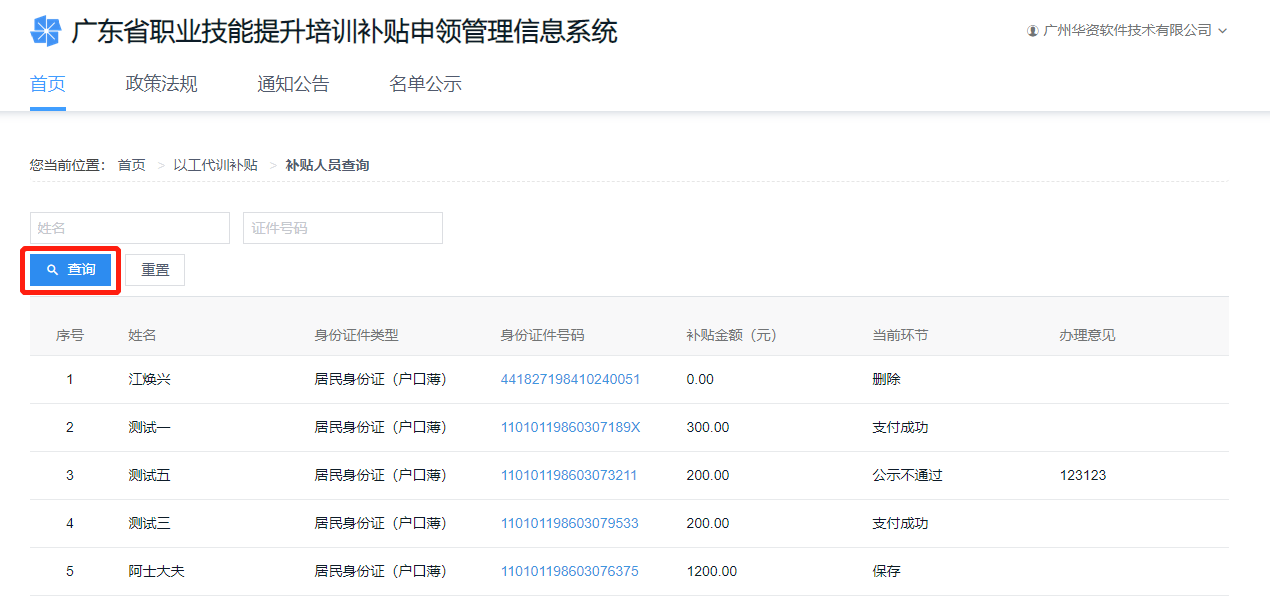 广东省职业技能提升培训补贴申领管理信息系统
广州华资软件技术有限公司
首页 政策法规 通知公告 名单公示
您当前位置： 首页 > 以工代训补贴 > 补贴人员查询
姓名 证件号码
查询 重置
序号 姓名 身份证件类型 身份证件号码 补贴金额（元） 当前环节 办理意见
1 江焕兴 居民身份证（户口薄） 441827198410240051 0.00 删除
2 测试一 居民身份证（户口薄） 11010119860307189X 300.00 支付成功
3 测试五 居民身份证（户口薄） 110101198603073211 200.00 公示不通过 123123
4 测试三 居民身份证（户口薄） 110101198603079533 200.00 支付成功
5 阿士大夫 居民身份证（户口薄） 110101198603076375 1200.00 保存